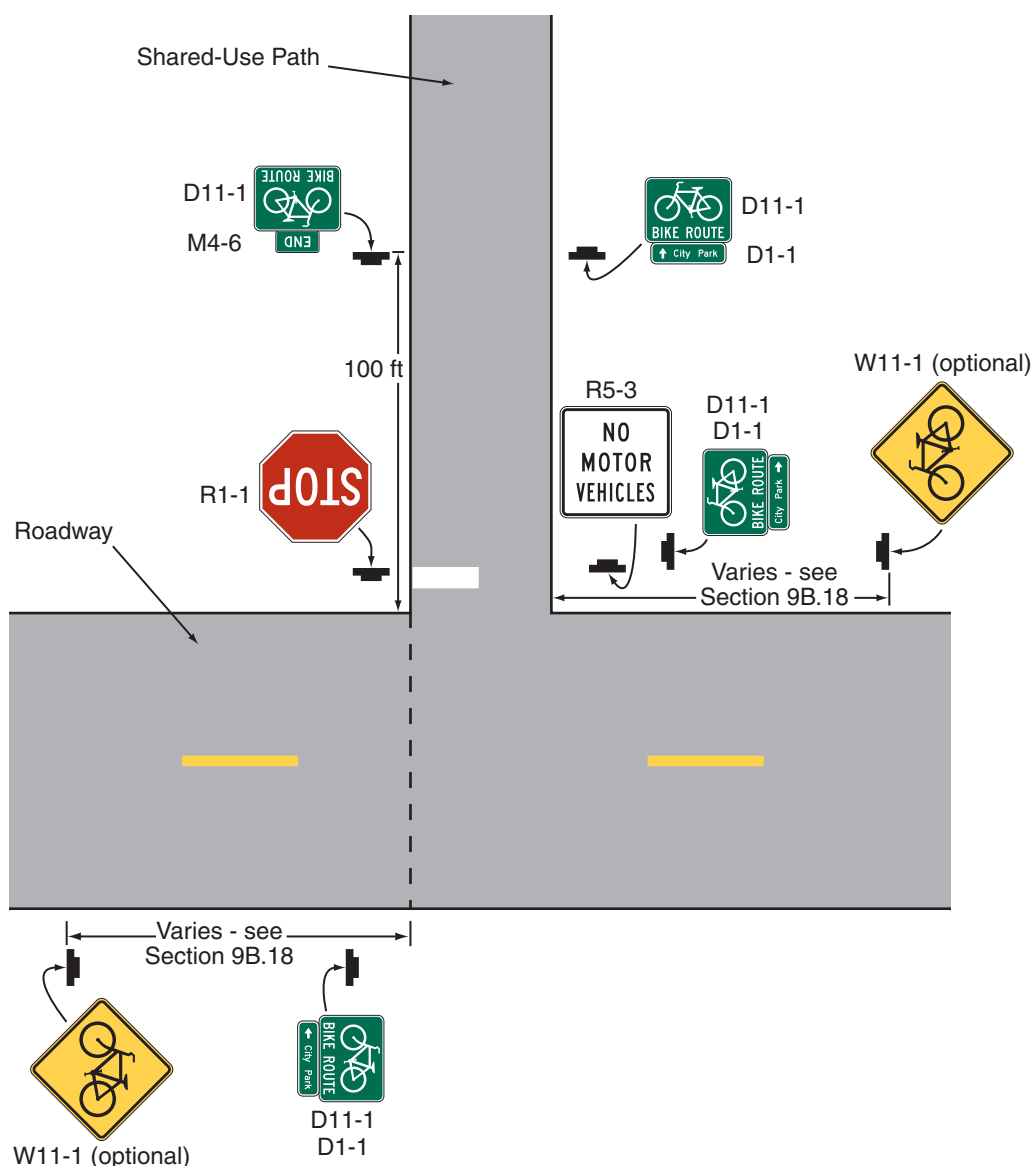 Shared-Use Path
D11-1
BIKE ROUTE
M4-6
END
BIKE ROUTE
↑ City Park
D11-1
D1-1
100 ft
W11-1 (optional)
R5-3
NO
MOTOR
VEHICLES
D11-1
D1-1
BIKE ROUTE
City Park →
R1-1
STOP
Roadway
Varies - see
Section 9B.18
Varies - see
Section 9B.18
← City Park
BIKE ROUTE
D11-1
D1-1
W11-1 (optional)